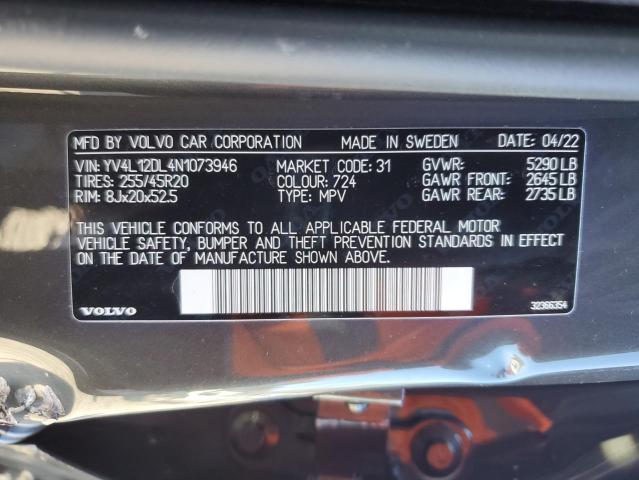 MFD BY VOLVO CAR CORPORATION MADE IN SWEDEN DATE: 04/22
VIN: YV4L12DL4N1073946 MARKET CODE: 31 GVWR: 5290 LB
TIRES: 255/45R20 COLOUR: 724 GAWR FRONT: 2645 LB
RIM: 8Jx20x52.5 TYPE: MPV GAWR REAR: 2735 LB
THIS VEHICLE CONFORMS TO ALL APPLICABLE FEDERAL MOTOR
VEHICLE SAFETY, BUMPER AND THEFT PREVENTION STANDARDS IN EFFECT
ON THE DATE OF MANUFACTURE SHOWN ABOVE.
VOLVO 32366354